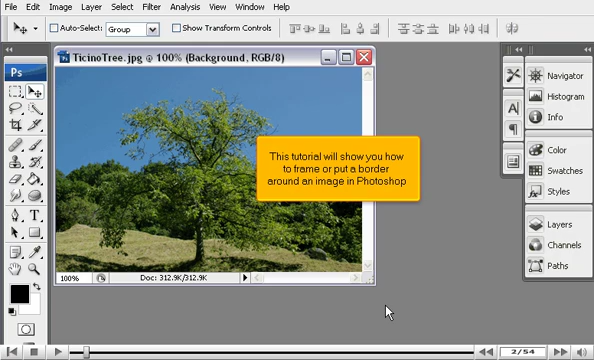 File Edit Image Layer Select Filter Analysis View Window Help
Auto-Select: Group Show Transform Controls
Ps
TicinoTree.jpg @ 100% (Background, RGB/8)
This tutorial will show you how
to frame or put a border
around an image in Photoshop
100% Doc: 312.9K/312.9K
Navigator
Histogram
Info
Color
Swatches
Styles
Layers
Channels
Paths
2/54